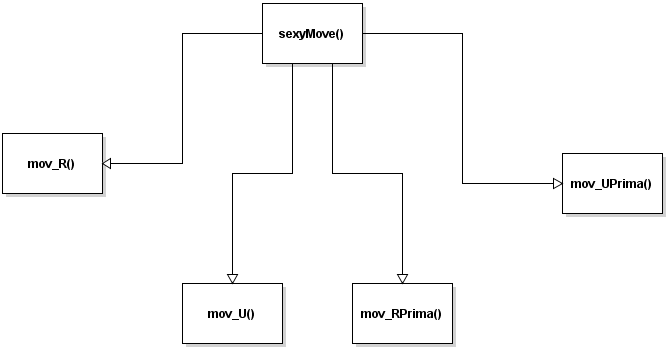 sexyMove()
mov_R()
mov_UPrima()
mov_U()
mov_RPrima()